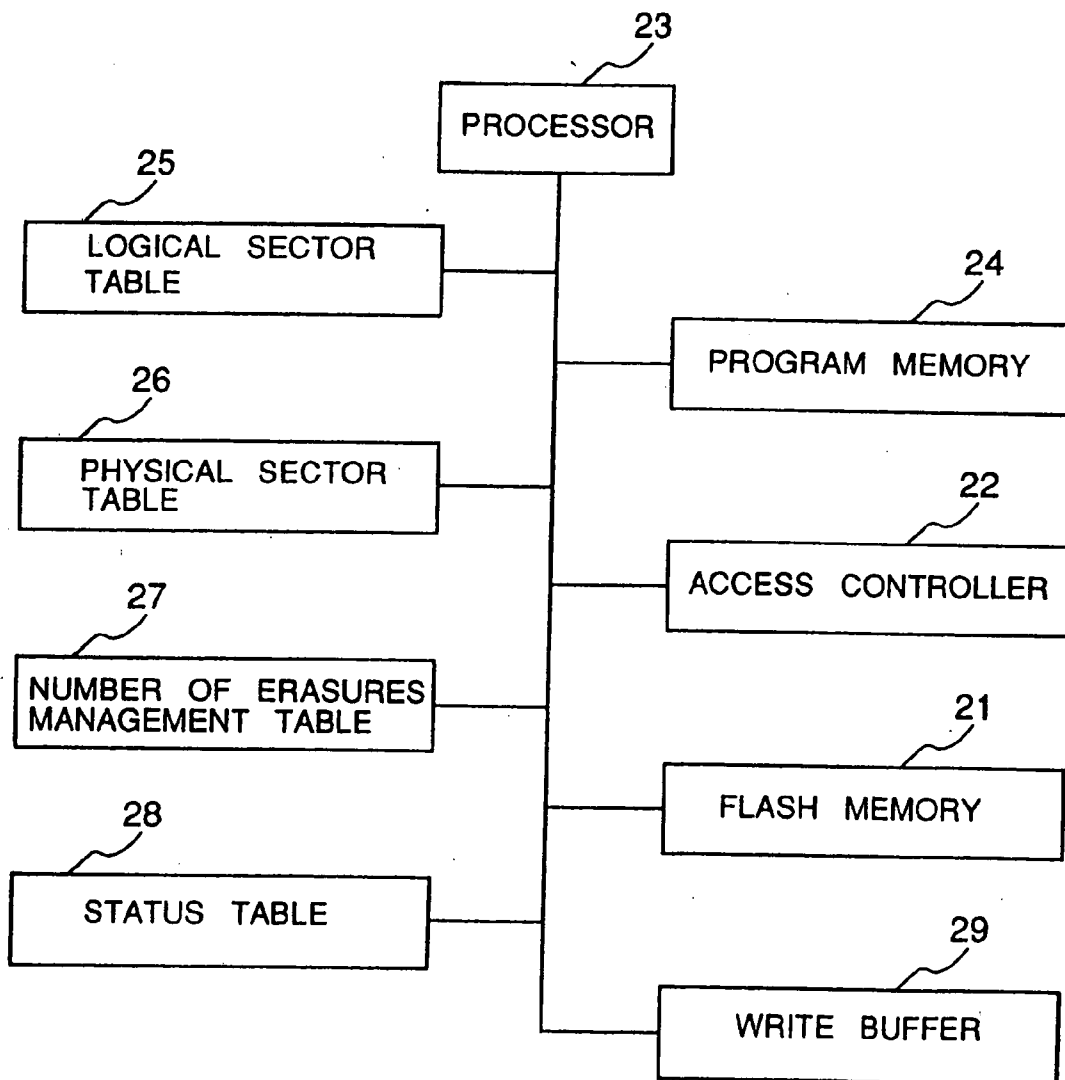 23
PROCESSOR
25
LOGICAL SECTOR
TABLE
24
PROGRAM MEMORY
26
PHYSICAL SECTOR
TABLE
22
ACCESS CONTROLLER
27
NUMBER OF ERASURES
MANAGEMENT TABLE
21
FLASH MEMORY
28
STATUS TABLE
29
WRITE BUFFER